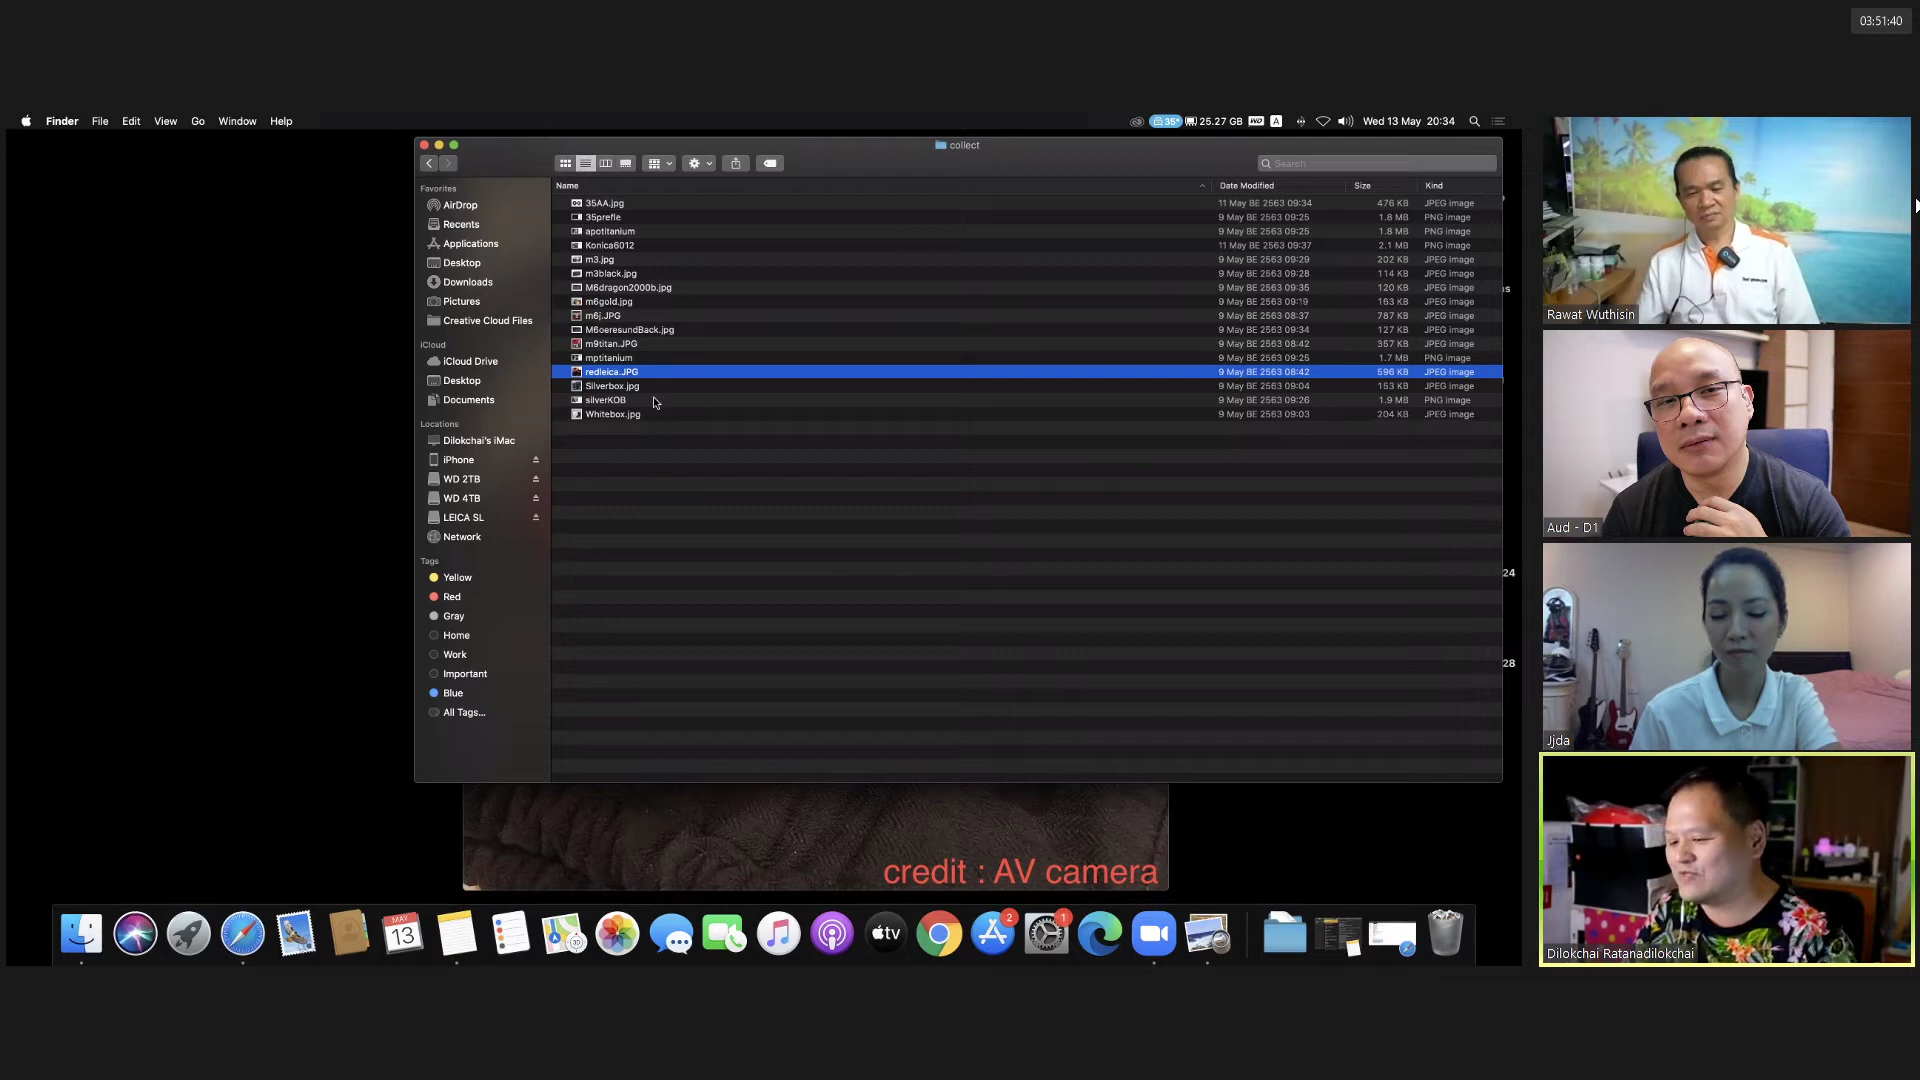 03:51:40
Finder File Edit View Go Window Help
35° 25.27 GB WD A Wed 13 May 20:34
collect
Search
Favorites
AirDrop
Recents
Applications
Desktop
Downloads
Pictures
Creative Cloud Files
iCloud
iCloud Drive
Desktop
Documents
Locations
Dilokchai's iMac
iPhone
WD 2TB
WD 4TB
LEICA SL
Network
Tags
Yellow
Red
Gray
Home
Work
Important
Blue
All Tags...
Name Date Modified Size Kind
35AA.jpg 11 May BE 2563 09:34 476 KB JPEG image
35prefle 9 May BE 2563 09:25 1.8 MB PNG image
apotitanium 9 May BE 2563 09:25 1.8 MB PNG image
Konica6012 11 May BE 2563 09:37 2.1 MB PNG image
m3.jpg 9 May BE 2563 09:29 202 KB JPEG image
m3black.jpg 9 May BE 2563 09:28 114 KB JPEG image
M6dragon2000b.jpg 9 May BE 2563 09:35 120 KB JPEG image
m6gold.jpg 9 May BE 2563 09:19 163 KB JPEG image
m6j.JPG 9 May BE 2563 08:37 787 KB JPEG image
M6oeresundBack.jpg 9 May BE 2563 09:34 127 KB JPEG image
m9titan.JPG 9 May BE 2563 08:42 357 KB JPEG image
mptitanium 9 May BE 2563 09:25 1.7 MB PNG image
redleica.JPG 9 May BE 2563 08:42 596 KB JPEG image
Silverbox.jpg 9 May BE 2563 09:04 153 KB JPEG image
silverKOB 9 May BE 2563 09:26 1.9 MB PNG image
Whitebox.jpg 9 May BE 2563 09:03 204 KB JPEG image
24
28
credit : AV camera
MAY
13
3D
tv
2
1
Rawat Wuthisin
Aud - D1
Jjda
Dilokchai Ratanadilokchai